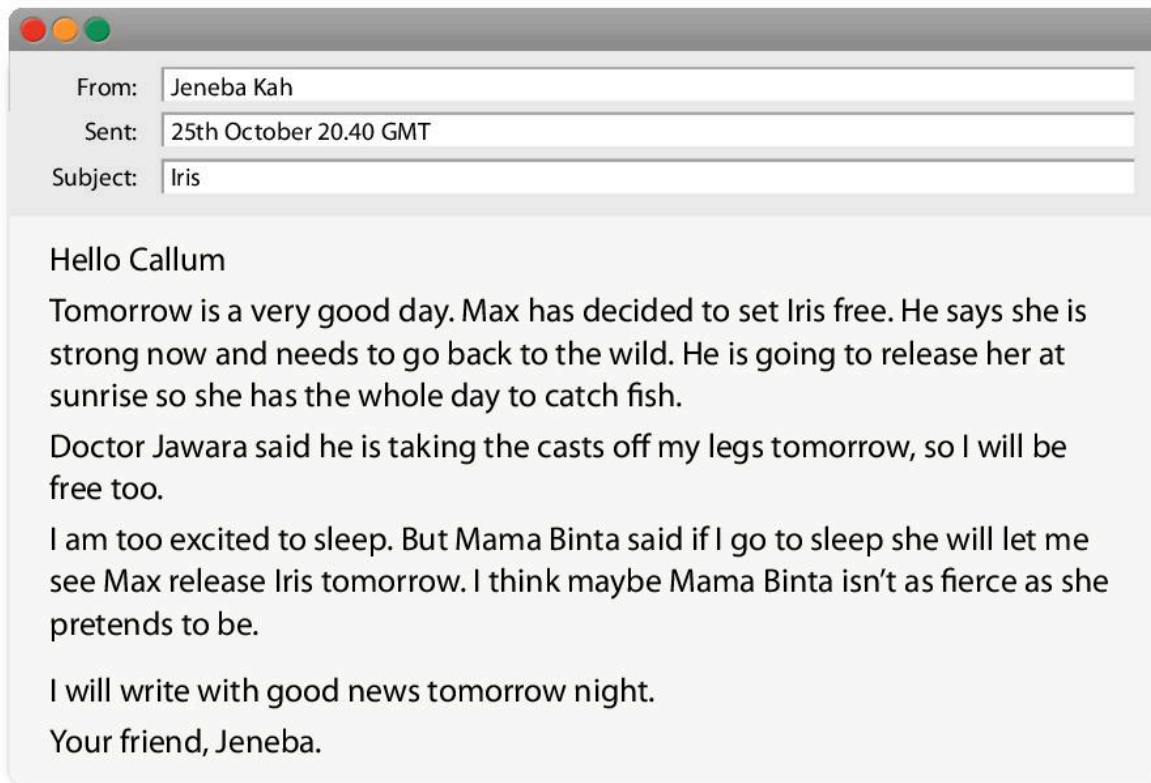 From: Jeneba Kah
Sent: 25th October 20.40 GMT
Subject: Iris
Hello Callum
Tomorrow is a very good day. Max has decided to set Iris free. He says she is
strong now and needs to go back to the wild. He is going to release her at
sunrise so she has the whole day to catch fish.
Doctor Jawara said he is taking the casts off my legs tomorrow, so I will be
free too.
I am too excited to sleep. But Mama Binta said if I go to sleep she will let me
see Max release Iris tomorrow. I think maybe Mama Binta isn’t as fierce as she
pretends to be.
I will write with good news tomorrow night.
Your friend, Jeneba.